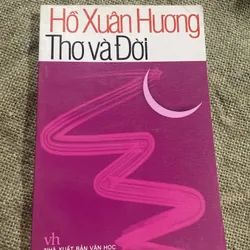 Hồ Xuân Hương
Thơ và Đời
vh
NHÀ XUẤT BẢN VĂN HỌC